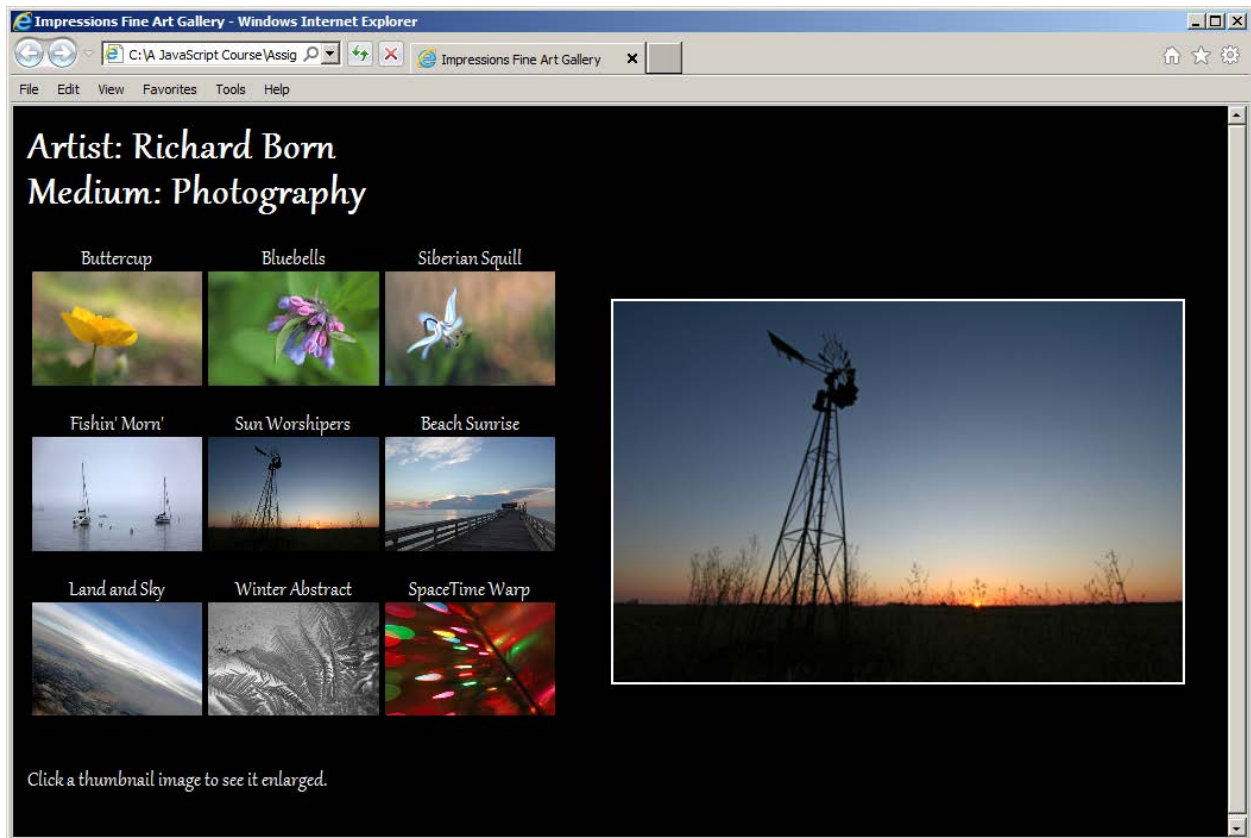 Impressions Fine Art Gallery - Windows Internet Explorer
C:\A JavaScript Course\Assig
Impressions Fine Art Gallery
File Edit View Favorites Tools Help
Artist: Richard Born
Medium: Photography
Buttercup Bluebells Siberian Squill
Fishin' Morn' Sun Worshipers Beach Sunrise
Land and Sky Winter Abstract SpaceTime Warp
Click a thumbnail image to see it enlarged.